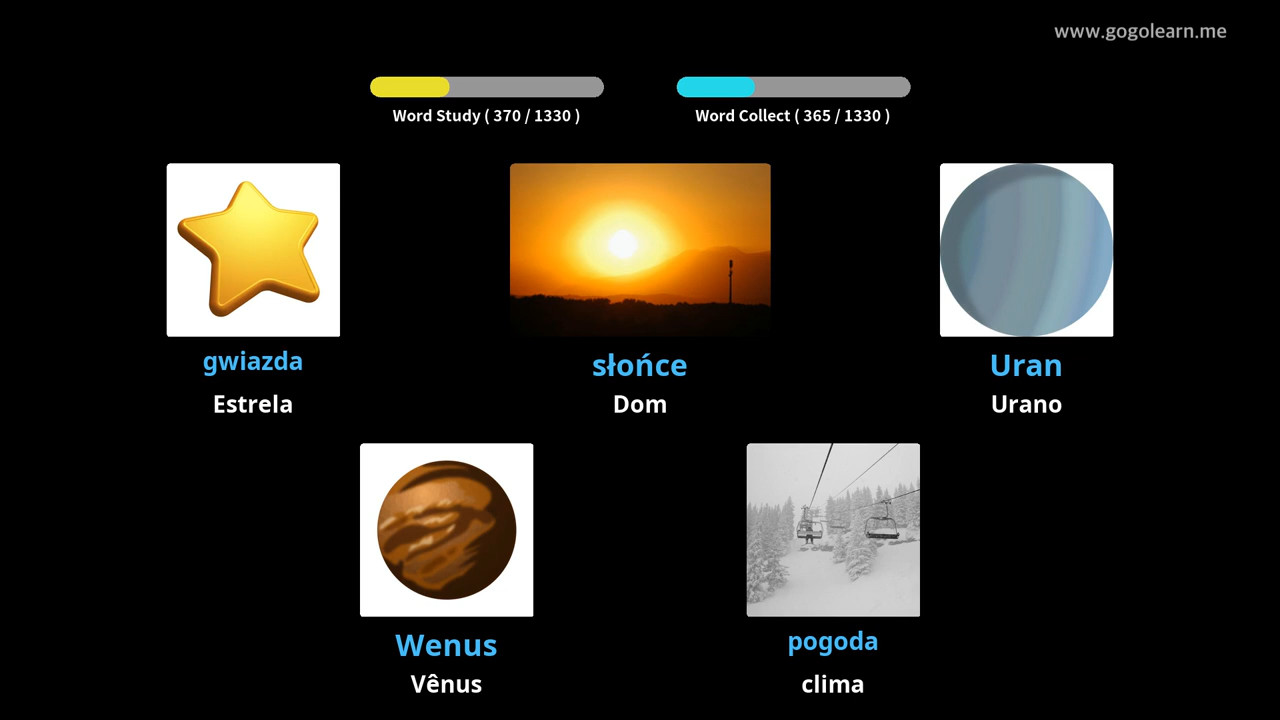 www.gogolearn.me
Word Study ( 370 / 1330 )
Word Collect ( 365 / 1330 )
gwiazda
Estrela
słońce
Dom
Uran
Urano
Wenus
Vênus
pogoda
clima